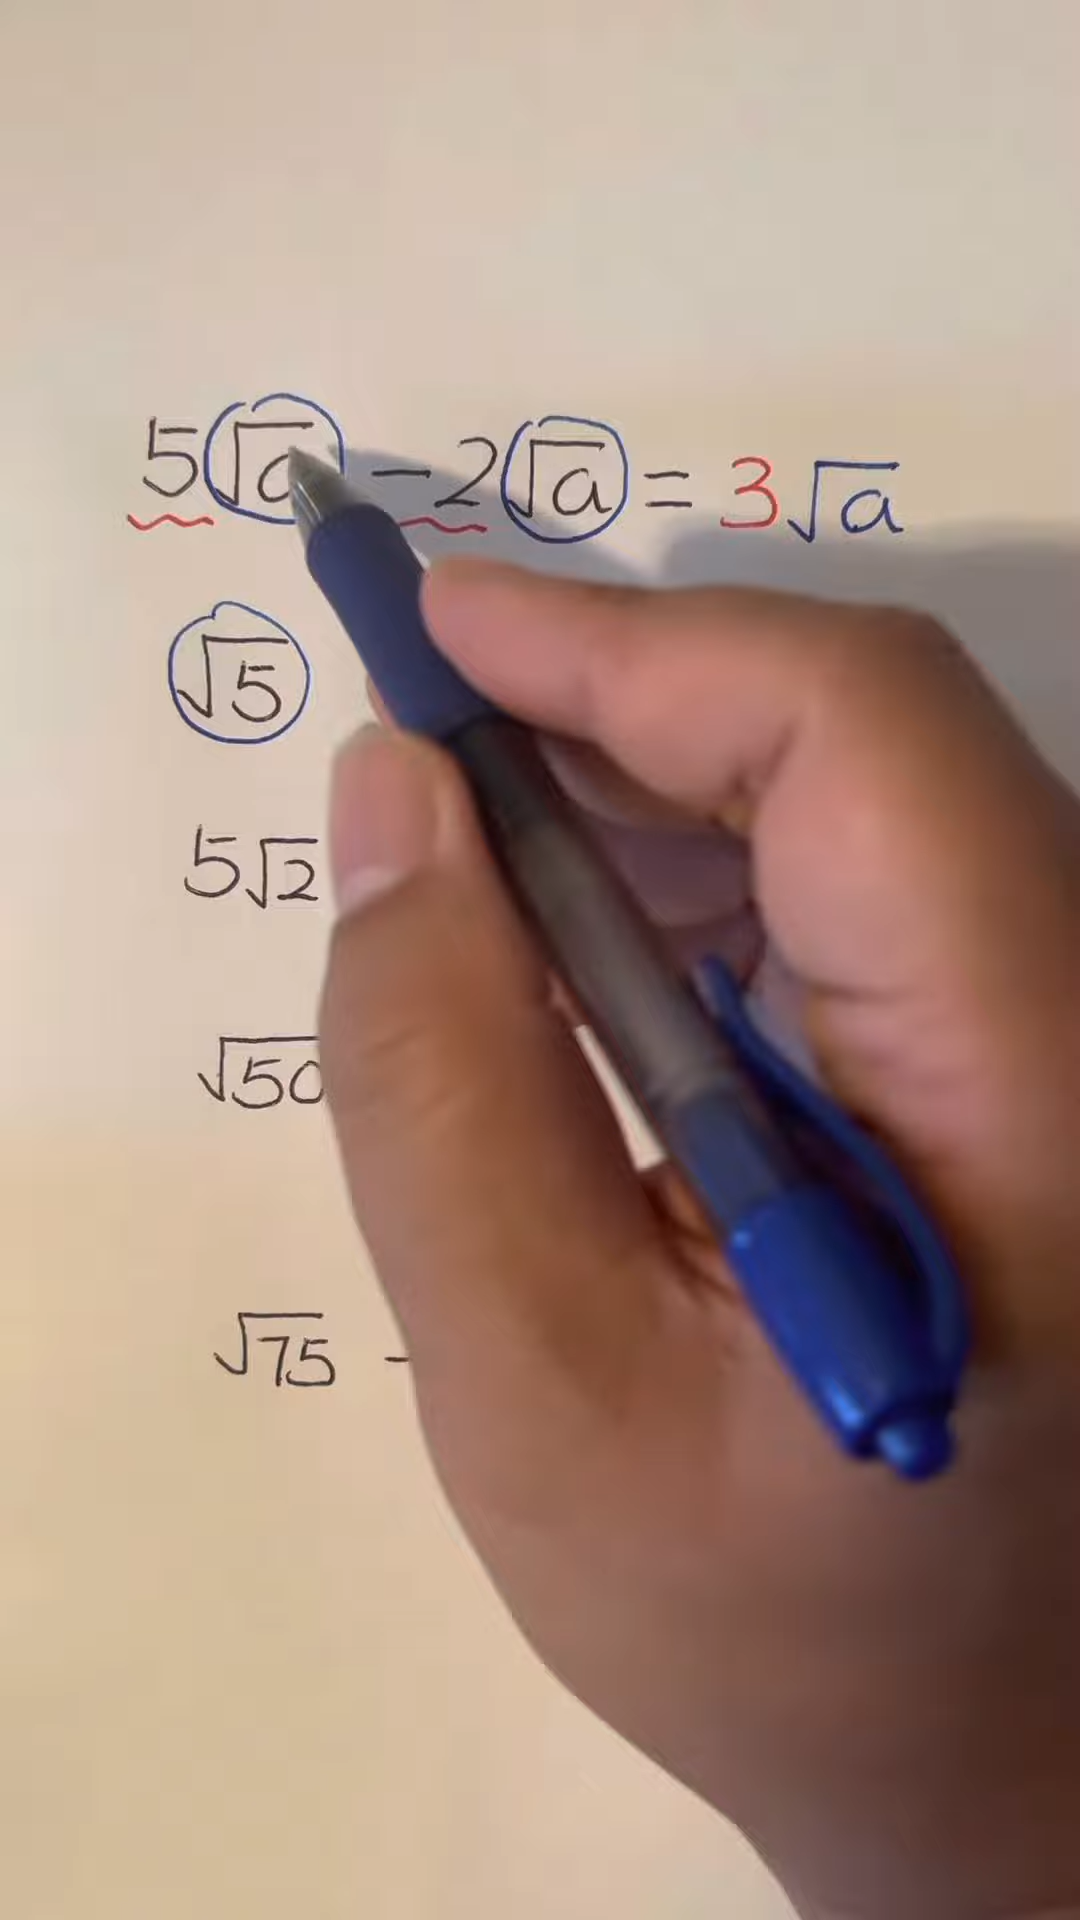 5√a - 2√a = 3√a
√5
5√2
√50
√75 -